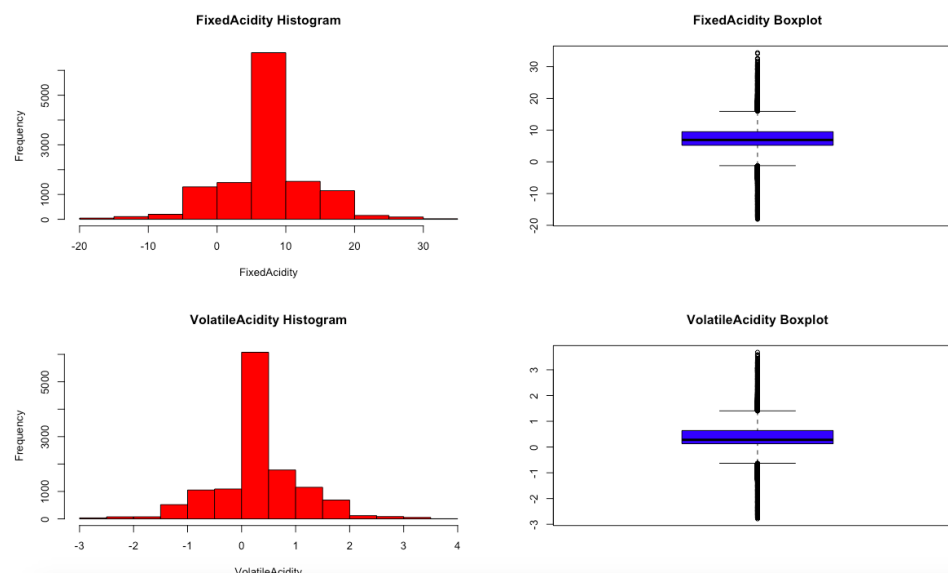 FixedAcidity Histogram
Frequency
0 1000 3000 5000
-20 -10 0 10 20 30
FixedAcidity
FixedAcidity Boxplot
-20 -10 0 10 20 30
VolatileAcidity Histogram
Frequency
0 1000 3000 5000
-3 -2 -1 0 1 2 3 4
VolatileAcidity
VolatileAcidity Boxplot
-3 -2 -1 0 1 2 3